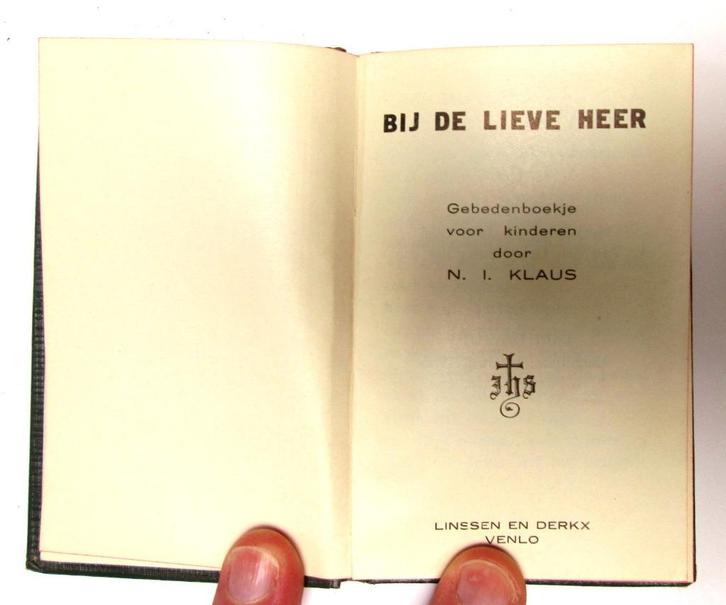 BIJ DE LIEVE HEER
Gebedenboekje
voor kinderen
door
N. I. KLAUS
IHS
LINSSEN EN DERKX
VENLO